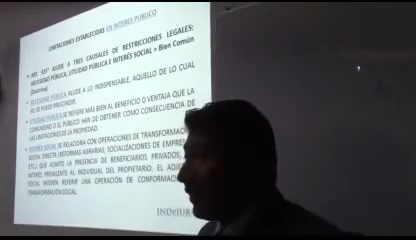 LIMITACIONES ESTABLECIDAS EN INTERÉS PÚBLICO
• ART. 823° ALUDE A TRES CAUSALES DE RESTRICCIONES LEGALES:
NECESIDAD PÚBLICA, UTILIDAD PÚBLICA E INTERÉS SOCIAL = Bien Común
(Doctrina).
• NECESIDAD PÚBLICA ALUDE A LO INDISPENSABLE, AQUELLO DE LO CUAL
NO SE PUEDE PRESCINDIR.
• UTILIDAD PÚBLICA SE REFIERE MÁS BIEN AL BENEFICIO O VENTAJA QUE LA
COMUNIDAD O EL PÚBLICO HAN DE OBTENER COMO CONSECUENCIA DE
LAS LIMITACIONES DE LA PROPIEDAD.
• INTERÉS SOCIAL SE RELACIONA CON OPERACIONES DE TRANSFORMACIÓN
SOCIAL DIRECTA (REFORMAS AGRARIAS, SOCIALIZACIONES DE EMPRE
ETC.) QUE ADMITE LA PRESENCIA DE BENEFICIARIOS PRIVADOS,
INTERÉS PREVALENTE AL INDIVIDUAL DEL PROPIETARIO. EL ADJE
SOCIAL INTENTA REFERIR UNA OPERACIÓN DE CONFORMAC
TRANSFORMACIÓN SOCIAL.
INDeJUR